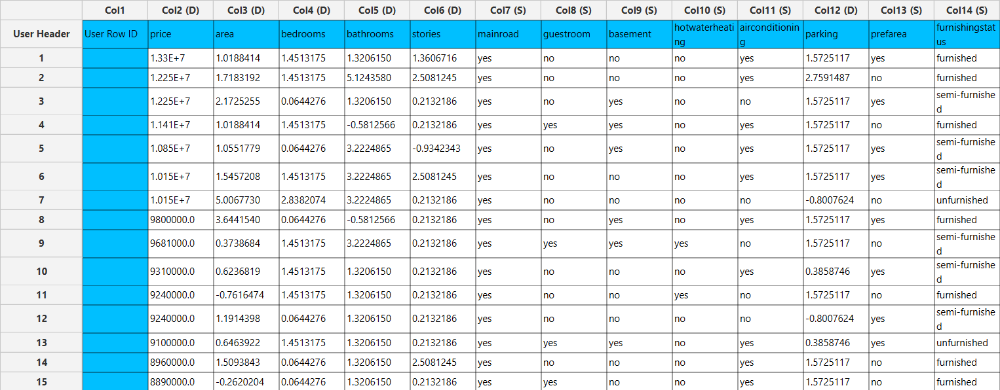 Col1 Col2 (D) Col3 (D) Col4 (D) Col5 (D) Col6 (D) Col7 (S) Col8 (S) Col9 (S) Col10 (S) Col11 (S) Col12 (D) Col13 (S) Col14 (S)
User Header User Row ID price area bedrooms bathrooms stories mainroad guestroom basement hotwaterheati airconditionin parking prefarea furnishingstat
ng g us
1 1.33E+7 1.0188414 1.4513175 1.3206150 1.3606716 yes no no no yes 1.5725117 yes furnished
2 1.225E+7 1.7183192 1.4513175 5.1243580 2.5081245 yes no no no yes 2.7591487 no furnished
3 1.225E+7 2.1725255 0.0644276 1.3206150 0.2132186 yes no yes no no 1.5725117 yes semi-furnishe
d
4 1.141E+7 1.0188414 1.4513175 -0.5812566 0.2132186 yes yes yes no yes 1.5725117 no furnished
5 1.085E+7 1.0551779 0.0644276 3.2224865 -0.9342343 yes no yes no yes 1.5725117 yes semi-furnishe
d
6 1.015E+7 1.5457208 1.4513175 3.2224865 2.5081245 yes no no no yes 1.5725117 yes semi-furnishe
d
7 1.015E+7 5.0067730 2.8382074 3.2224865 0.2132186 yes no no no no -0.8007624 no unfurnished
8 9800000.0 3.6441540 0.0644276 -0.5812566 0.2132186 yes no yes no yes 1.5725117 yes furnished
9 9681000.0 0.3738684 1.4513175 3.2224865 0.2132186 yes yes yes yes no 1.5725117 no semi-furnishe
d
10 9310000.0 0.6236819 1.4513175 1.3206150 0.2132186 yes no no no yes 0.3858746 yes semi-furnishe
d
11 9240000.0 -0.7616474 1.4513175 1.3206150 0.2132186 yes no no yes no 1.5725117 no furnished
12 9240000.0 1.1914398 0.0644276 1.3206150 0.2132186 yes no no no no -0.8007624 yes semi-furnishe
d
13 9100000.0 0.6463922 1.4513175 1.3206150 0.2132186 yes yes yes no yes 0.3858746 yes unfurnished
14 8960000.0 1.5093843 0.0644276 1.3206150 2.5081245 yes no no no yes 1.5725117 no furnished
15 8890000.0 -0.2620204 0.0644276 1.3206150 0.2132186 yes yes no no yes 1.5725117 no furnished